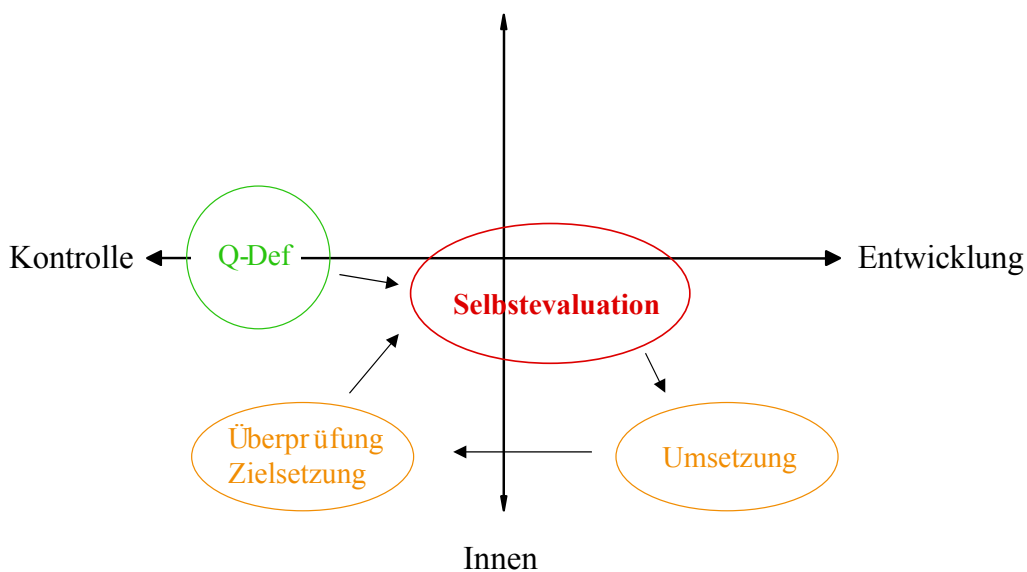 Kontrolle
Q-Def
Entwicklung
Selbstevaluation
Überprüfung
Zielsetzung
Umsetzung
Innen